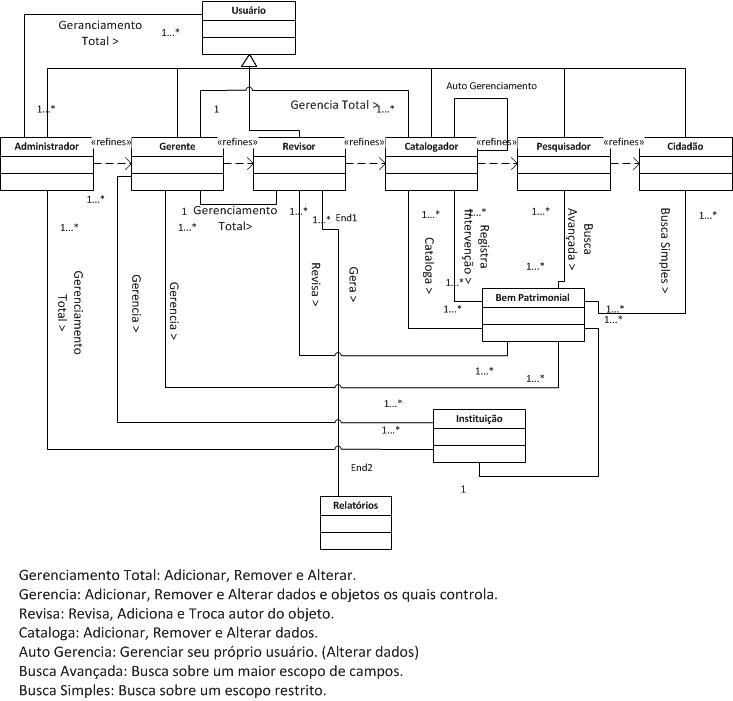 Usuário
Geranciamento
Total >
1...*
1...*
1
Gerencia Total >
1...*
Auto Gerenciamento
Administrador
«refines»
Gerente
«refines»
Revisor
«refines»
Catalogador
«refines»
Pesquisador
«refines»
Cidadão
1...*
1...*
Gerenciamento
Total >
1
Gerenciamento
Total>
1...*
1...*
1...*
End1
Gerencia >
Gerencia >
Revisa >
Gera >
1...*
Cataloga >
1...*
Registra
Intervenção >
1...*
1...*
1...*
Busca
Avançada >
1...*
Busca Simples >
1...*
Bem Patrimonial
1...*
1...*
1...*
1...*
1...*
1...*
1...*
Instituição
End2
1
Relatórios
Gerenciamento Total: Adicionar, Remover e Alterar.
Gerencia: Adicionar, Remover e Alterar dados e objetos os quais controla.
Revisa: Revisa, Adiciona e Troca autor do objeto.
Cataloga: Adicionar, Remover e Alterar dados.
Auto Gerencia: Gerenciar seu próprio usuário. (Alterar dados)
Busca Avançada: Busca sobre um maior escopo de campos.
Busca Simples: Busca sobre um escopo restrito.